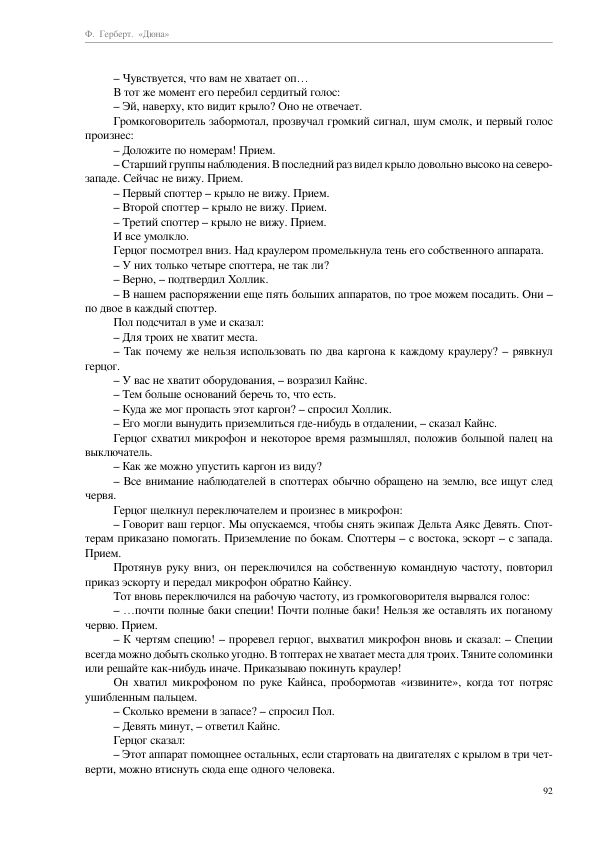 Ф. Герберт. «Дюна»
– Чувствуется, что вам не хватает оп…
В тот же момент его перебил сердитый голос:
– Эй, наверху, кто видит крыло? Оно не отвечает.
Громкоговоритель забормотал, прозвучал громкий сигнал, шум смолк, и первый голос
произнес:
– Доложите по номерам! Прием.
– Старший группы наблюдения. В последний раз видел крыло довольно высоко на северо-
западе. Сейчас не вижу. Прием.
– Первый споттер – крыло не вижу. Прием.
– Второй споттер – крыло не вижу. Прием.
– Третий споттер – крыло не вижу. Прием.
И все умолкло.
Герцог посмотрел вниз. Над краулером промелькнула тень его собственного аппарата.
– У них только четыре споттера, не так ли?
– Верно, – подтвердил Холлик.
– В нашем распоряжении еще пять больших аппаратов, по трое можем посадить. Они –
по двое в каждый споттер.
Пол подсчитал в уме и сказал:
– Для троих не хватит места.
– Так почему же нельзя использовать по два каргона к каждому краулеру? – рявкнул
герцог.
– У вас не хватит оборудования, – возразил Кайнс.
– Тем больше оснований беречь то, что есть.
– Куда же мог пропасть этот каргон? – спросил Холлик.
– Его могли вынудить приземлиться где-нибудь в отдалении, – сказал Кайнс.
Герцог схватил микрофон и некоторое время размышлял, положив большой палец на
выключатель.
– Как же можно упустить каргон из виду?
– Все внимание наблюдателей в споттерах обычно обращено на землю, все ищут след
червя.
Герцог щелкнул переключателем и произнес в микрофон:
– Говорит ваш герцог. Мы опускаемся, чтобы снять экипаж Дельта Аякс Девять. Спот-
терам приказано помогать. Приземление по бокам. Споттеры – с востока, эскорт – с запада.
Прием.
Протянув руку вниз, он переключился на собственную командную частоту, повторил
приказ эскорту и передал микрофон обратно Кайнсу.
Тот вновь переключился на рабочую частоту, из громкоговорителя вырвался голос:
– …почти полные баки специи! Почти полные баки! Нельзя же оставлять их поганому
червю. Прием.
– К чертям специю! – проревел герцог, выхватил микрофон вновь и сказал: – Специи
всегда можно добыть сколько угодно. В топтерах не хватает места для троих. Тяните соломинки
или решайте как-нибудь иначе. Приказываю покинуть краулер!
Он хватил микрофоном по руке Кайнса, пробормотав «извините», когда тот потряс
ушибленным пальцем.
– Сколько времени в запасе? – спросил Пол.
– Девять минут, – ответил Кайнс.
Герцог сказал:
– Этот аппарат помощнее остальных, если стартовать на двигателях с крылом в три чет-
верти, можно втиснуть сюда еще одного человека.
92